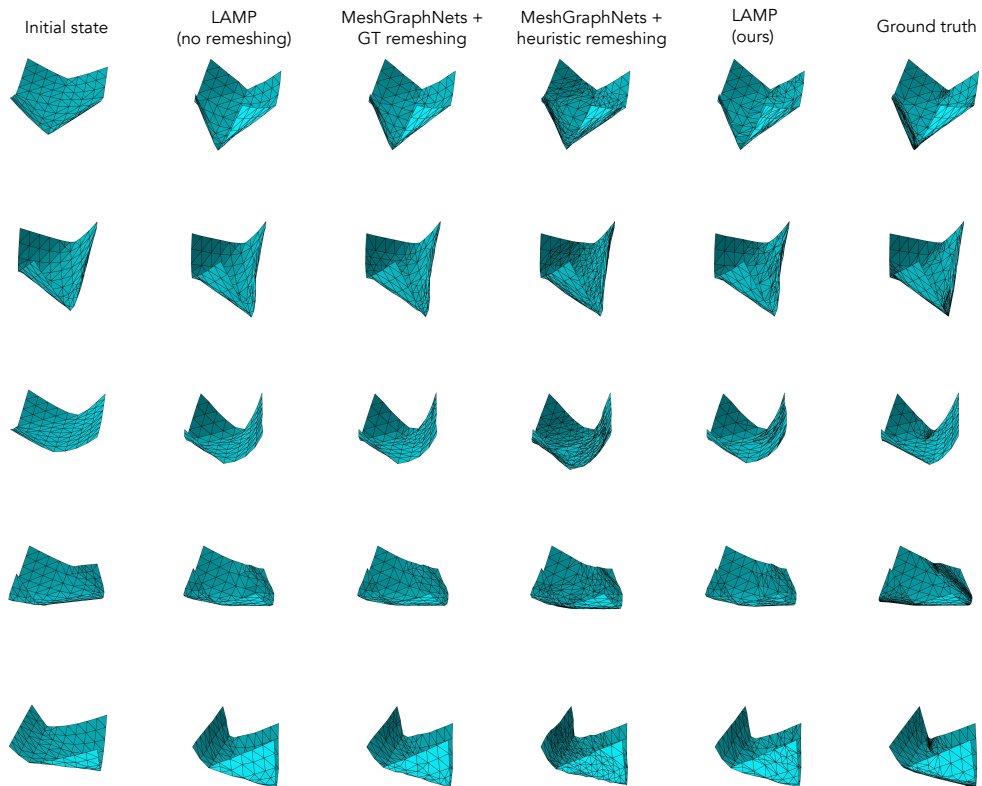 Initial state
LAMP
(no remeshing)
MeshGraphNets +
GT remeshing
MeshGraphNets +
heuristic remeshing
LAMP
(ours)
Ground truth